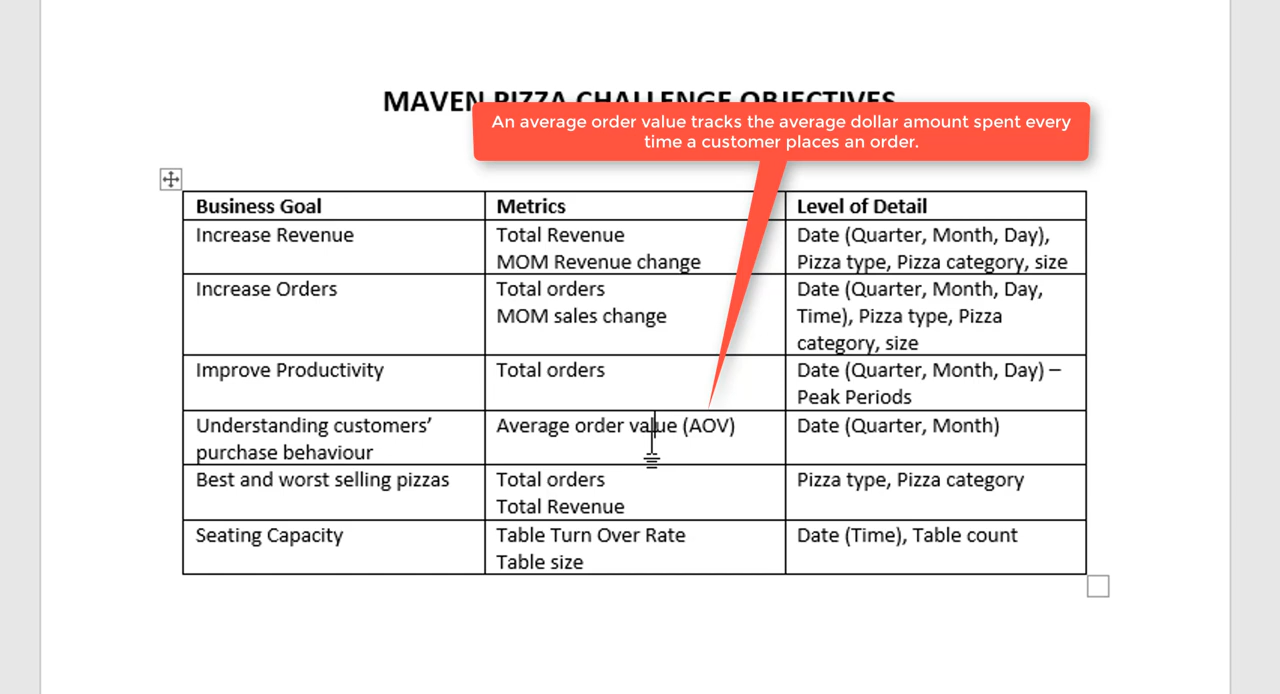 MAVEN PIZZA CHALLENGE OBJECTIVES
An average order value tracks the average dollar amount spent every
time a customer places an order.
Business Goal
Metrics
Level of Detail
Increase Revenue
Total Revenue
MOM Revenue change
Date (Quarter, Month, Day),
Pizza type, Pizza category, size
Increase Orders
Total orders
MOM sales change
Date (Quarter, Month, Day,
Time), Pizza type, Pizza
category, size
Improve Productivity
Total orders
Date (Quarter, Month, Day) –
Peak Periods
Understanding customers’
purchase behaviour
Average order value (AOV)
Date (Quarter, Month)
Best and worst selling pizzas
Total orders
Total Revenue
Pizza type, Pizza category
Seating Capacity
Table Turn Over Rate
Table size
Date (Time), Table count